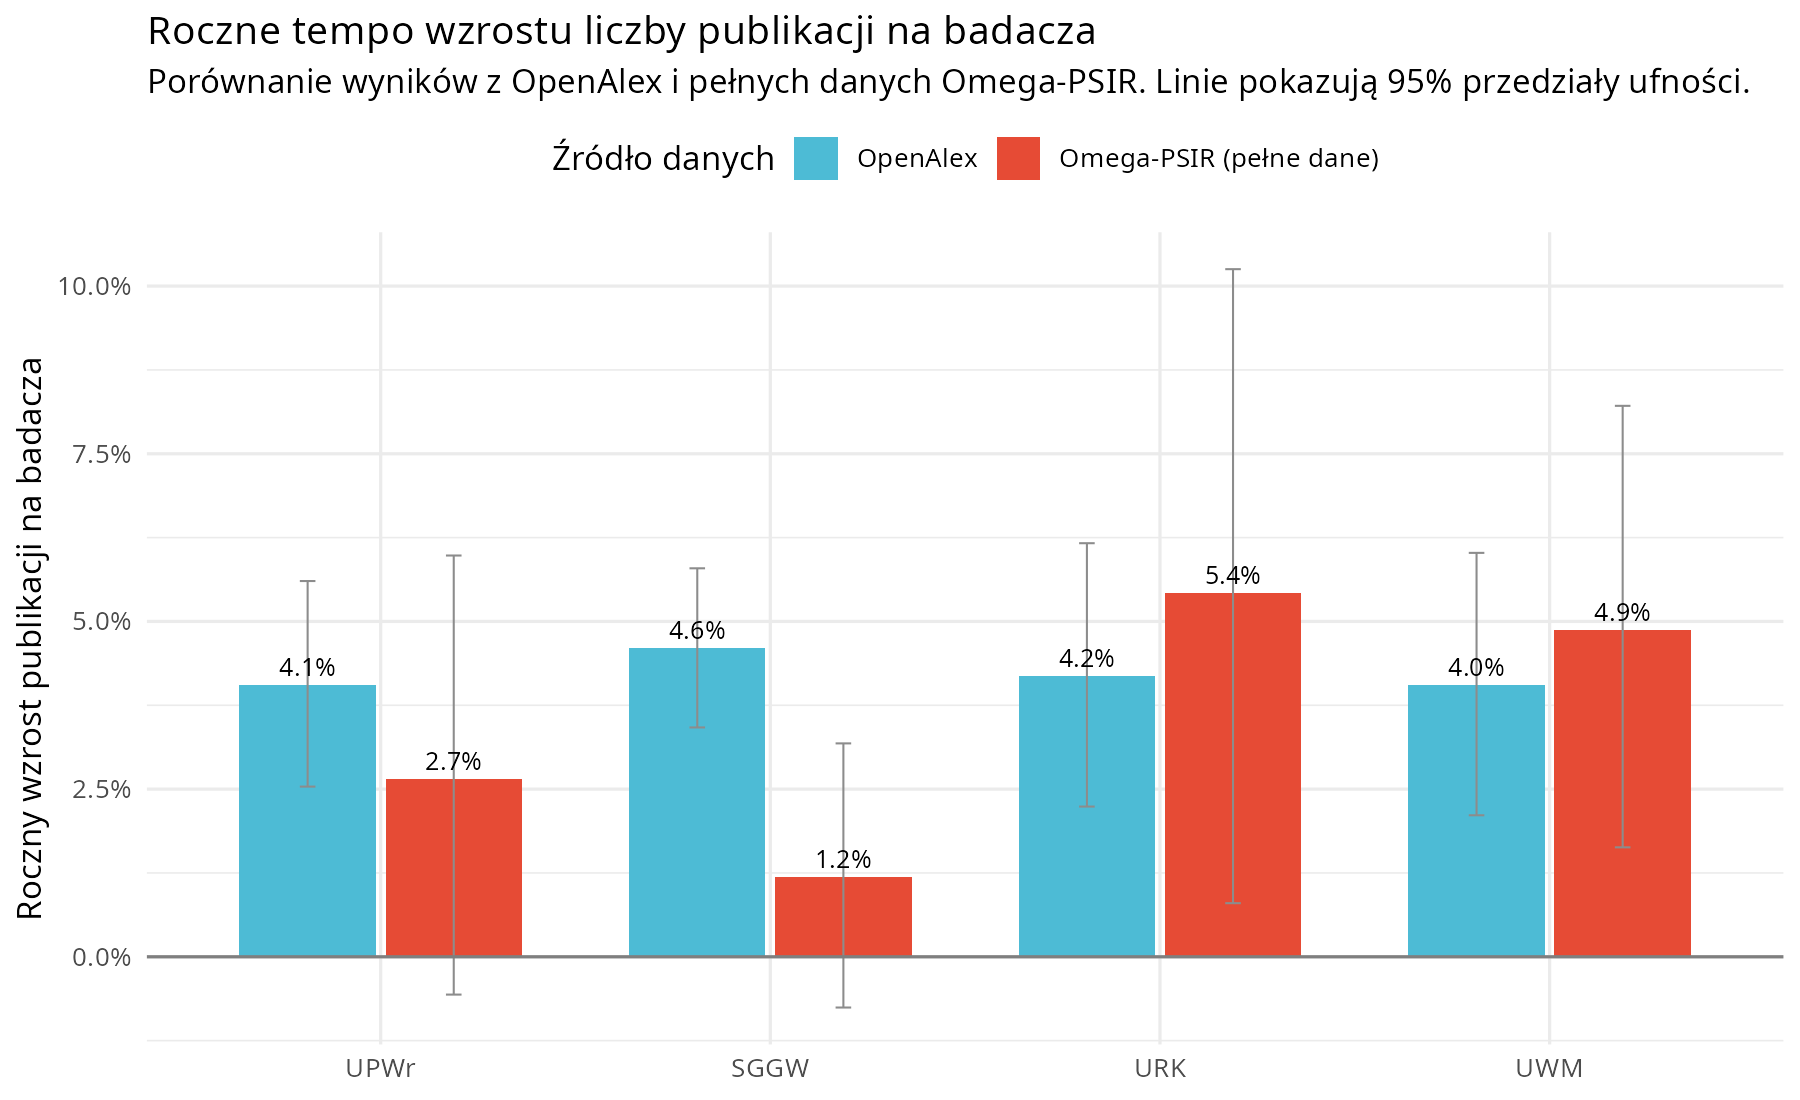 Roczne tempo wzrostu liczby publikacji na badacza
Porównanie wyników z OpenAlex i pełnych danych Omega-PSIR. Linie pokazują 95% przedziały ufności.
Źródło danych
OpenAlex
Omega-PSIR (pełne dane)
Roczny wzrost publikacji na badacza
10.0%
7.5%
5.0%
2.5%
0.0%
4.1%
2.7%
4.6%
1.2%
4.2%
5.4%
4.0%
4.9%
UPWr
SGGW
URK
UWM